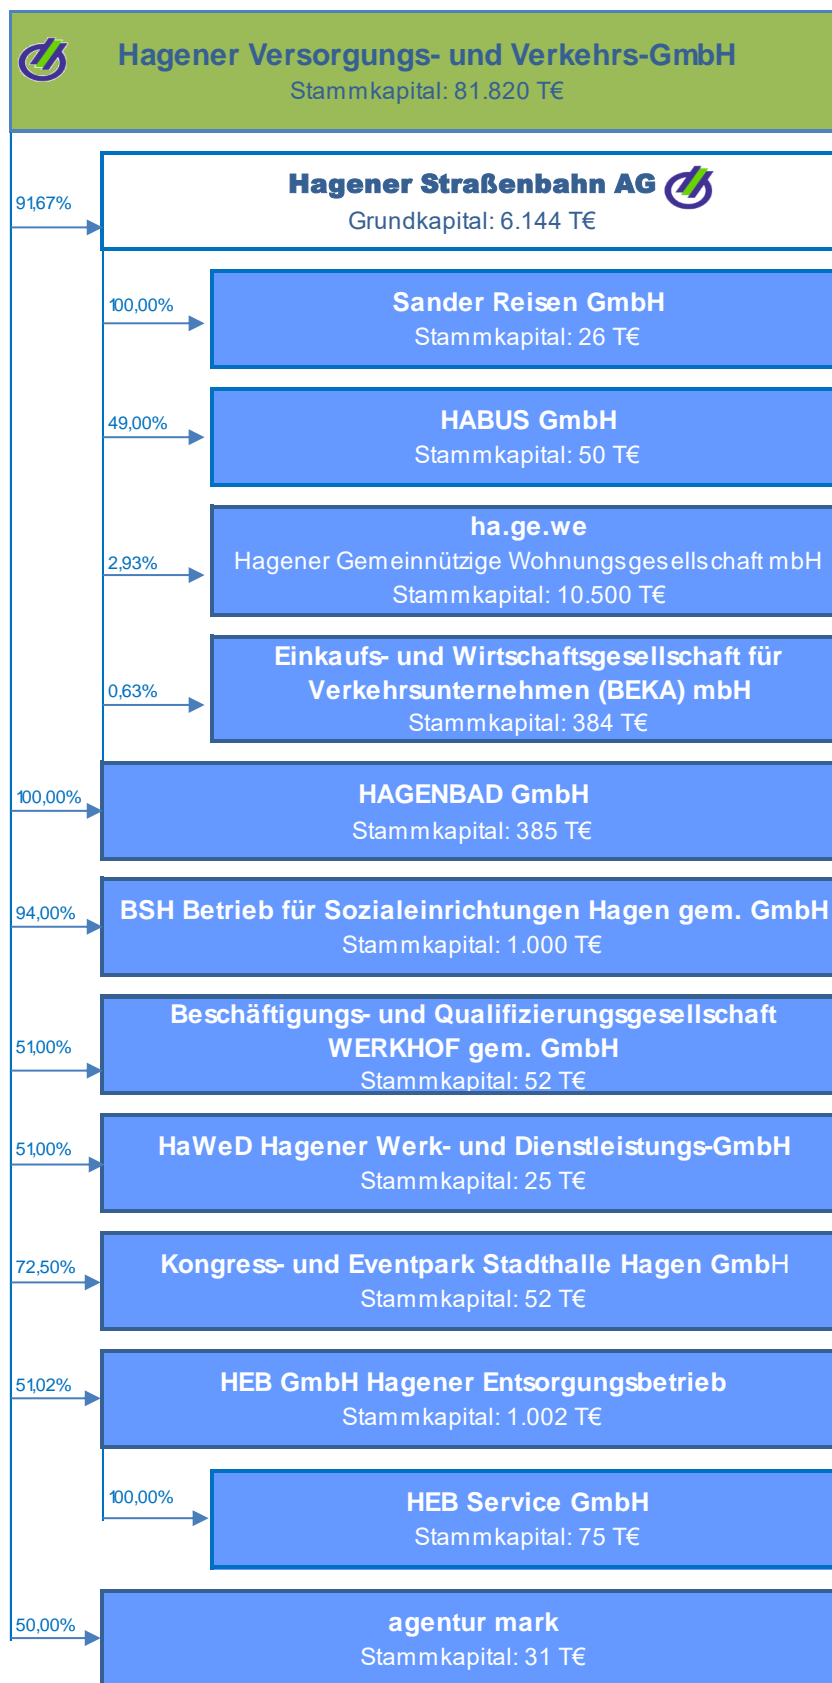 Hagener Versorgungs- und Verkehrs-GmbH
Stammkapital: 81.820 T€
91,67%
Hagener Straßenbahn AG
Grundkapital: 6.144 T€
100,00%
Sander Reisen GmbH
Stammkapital: 26 T€
49,00%
HABUS GmbH
Stammkapital: 50 T€
2,93%
ha.ge.we
Hagener Gemeinnützige Wohnungsgesellschaft mbH
Stammkapital: 10.500 T€
0,63%
Einkaufs- und Wirtschaftsgesellschaft für
Verkehrsunternehmen (BEKA) mbH
Stammkapital: 384 T€
100,00%
HAGENBAD GmbH
Stammkapital: 385 T€
94,00%
BSH Betrieb für Sozialeinrichtungen Hagen gem. GmbH
Stammkapital: 1.000 T€
51,00%
Beschäftigungs- und Qualifizierungsgesellschaft
WERKHOF gem. GmbH
Stammkapital: 52 T€
51,00%
HaWeD Hagener Werk- und Dienstleistungs-GmbH
Stammkapital: 25 T€
72,50%
Kongress- und Eventpark Stadthalle Hagen GmbH
Stammkapital: 52 T€
51,02%
HEB GmbH Hagener Entsorgungsbetrieb
Stammkapital: 1.002 T€
100,00%
HEB Service GmbH
Stammkapital: 75 T€
50,00%
agentur mark
Stammkapital: 31 T€